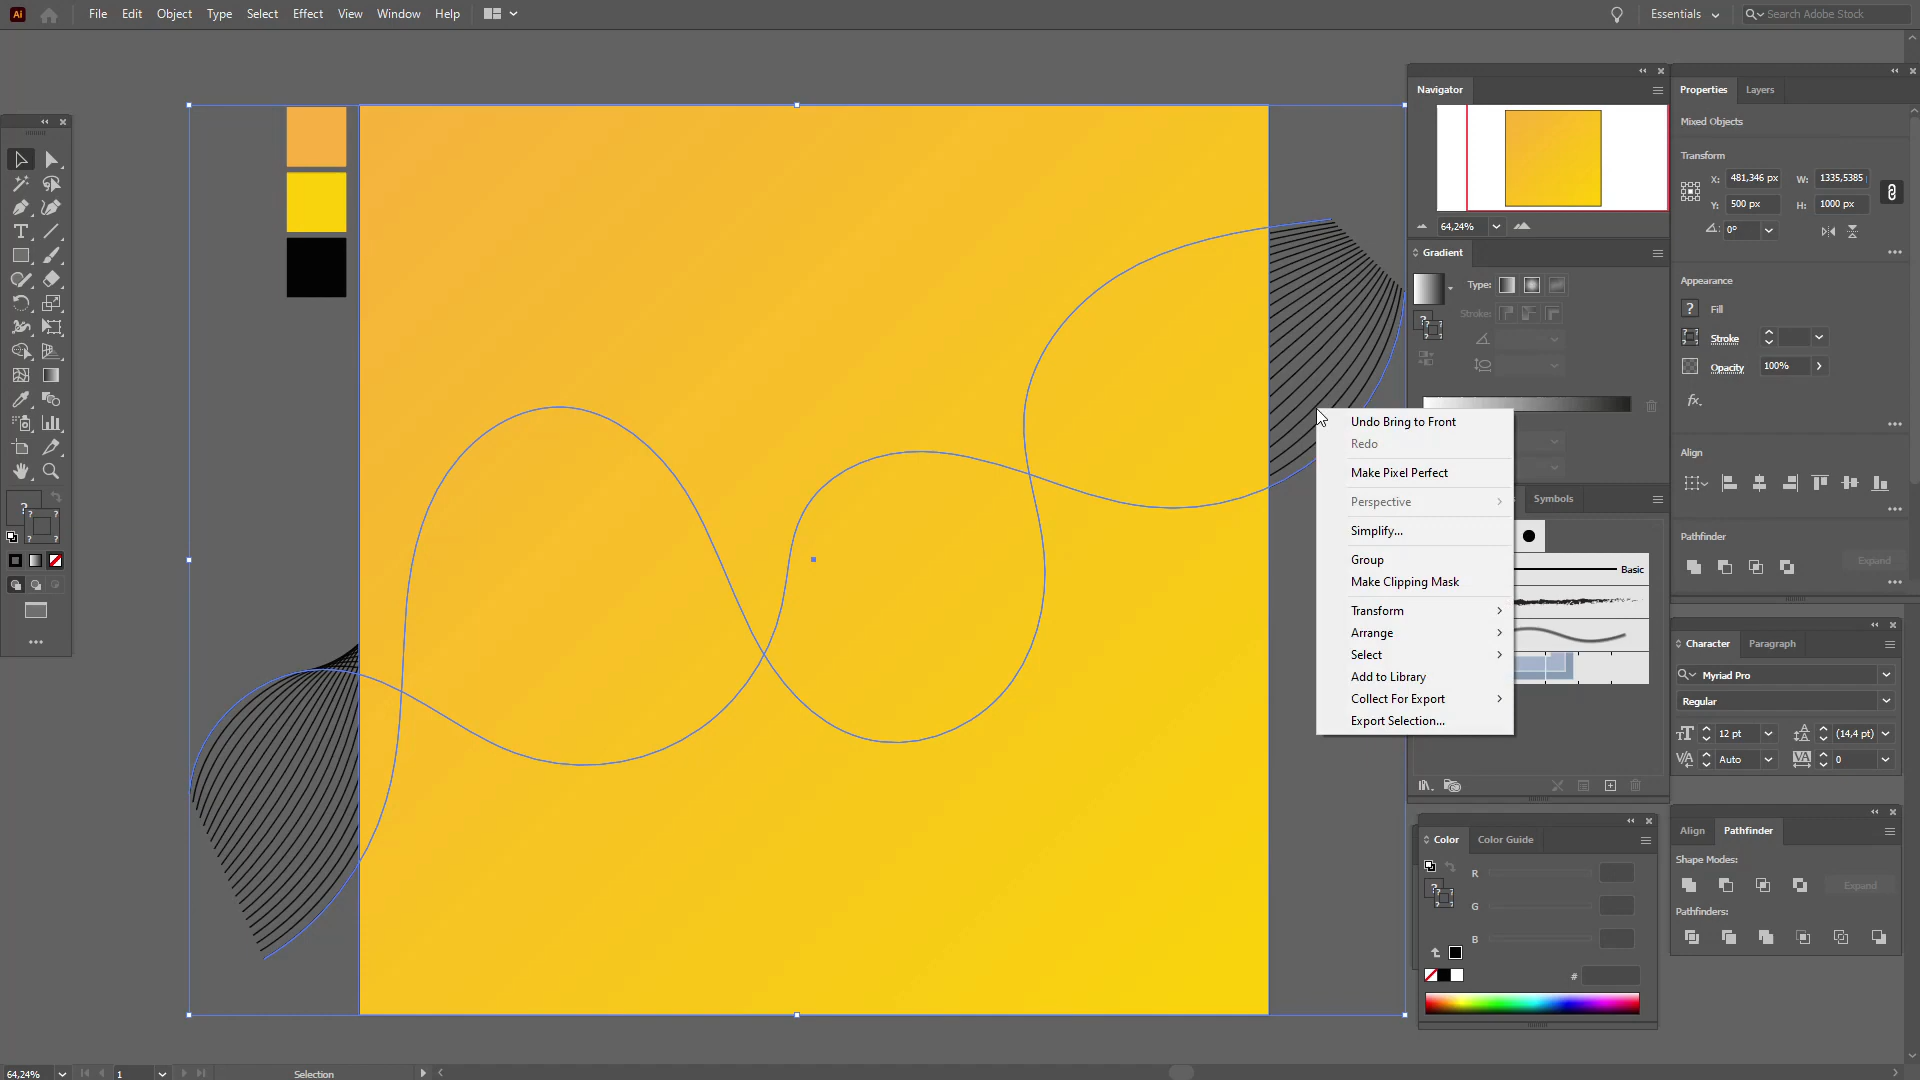 Ai File Edit Object Type Select Effect View Window Help
Essentials
Search Adobe Stock
Navigator
64,24%
Gradient
Type:
Stroke:
Undo Bring to Front
Redo
Make Pixel Perfect
Perspective
Simplify...
Group
Make Clipping Mask
Transform
Arrange
Select
Add to Library
Collect For Export
Export Selection...
Symbols
Basic
Color Color Guide
R
G
B
#
Properties Layers
Mixed Objects
Transform
X: 481,346 px W: 1335,5385
Y: 500 px H: 1000 px
0°
Appearance
? Fill
Stroke
Opacity 100%
fx.
Align
Pathfinder
Expand
Character Paragraph
Myriad Pro
Regular
12 pt (14,4 pt)
Auto 0
Align Pathfinder
Shape Modes:
Expand
Pathfinders:
64,24% 1 Selection